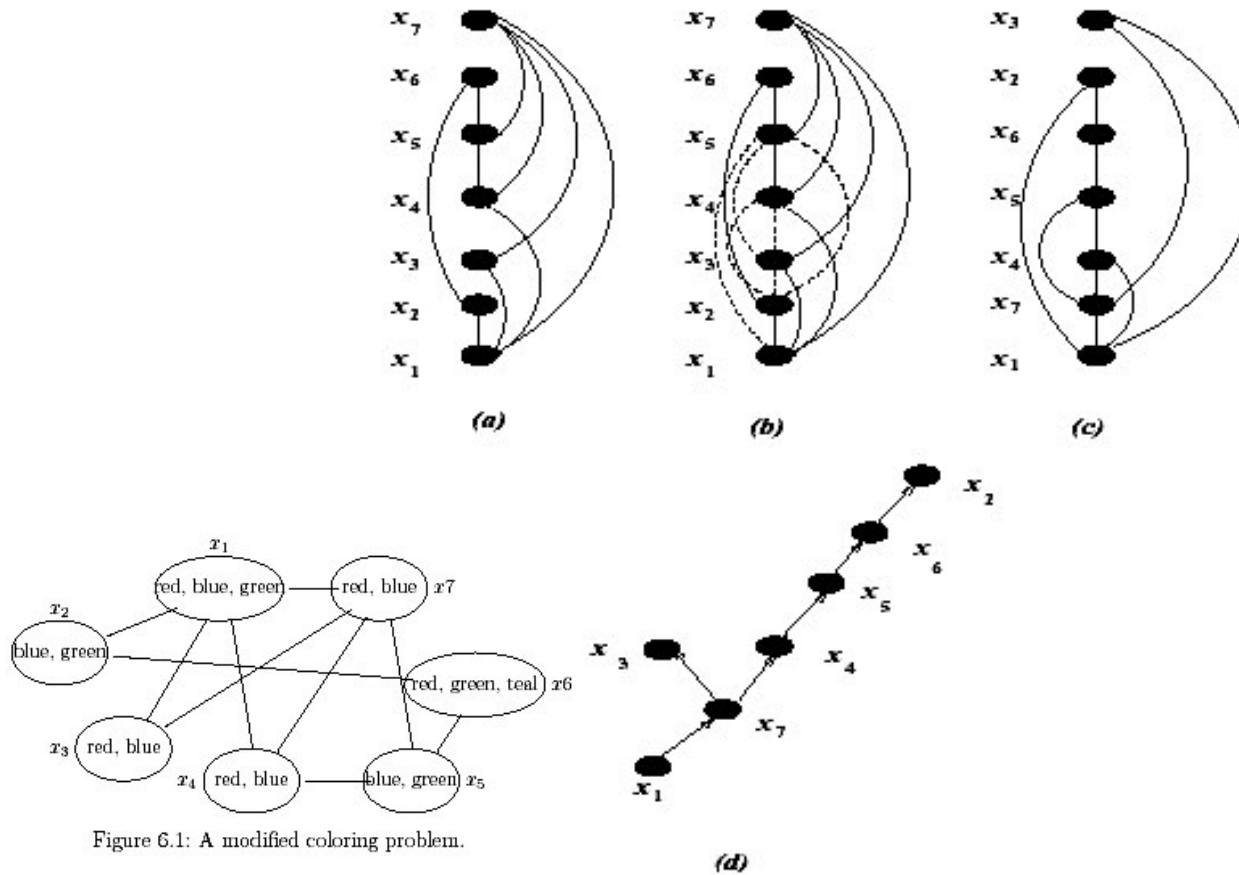 x7 x7 x3
x6 x6 x2
x5 x5 x6
x4 x4 x5
x3 x3 x4
x2 x2 x7
x1 x1 x1
(a) (b) (c)
x2
x6
x5
x3 x4
x7
x1
(d)
x1
red, blue, green red, blue x7
x2
blue, green
red, green, teal x6
x3 red, blue
x4 red, blue blue, green x5
Figure 6.1: A modified coloring problem.